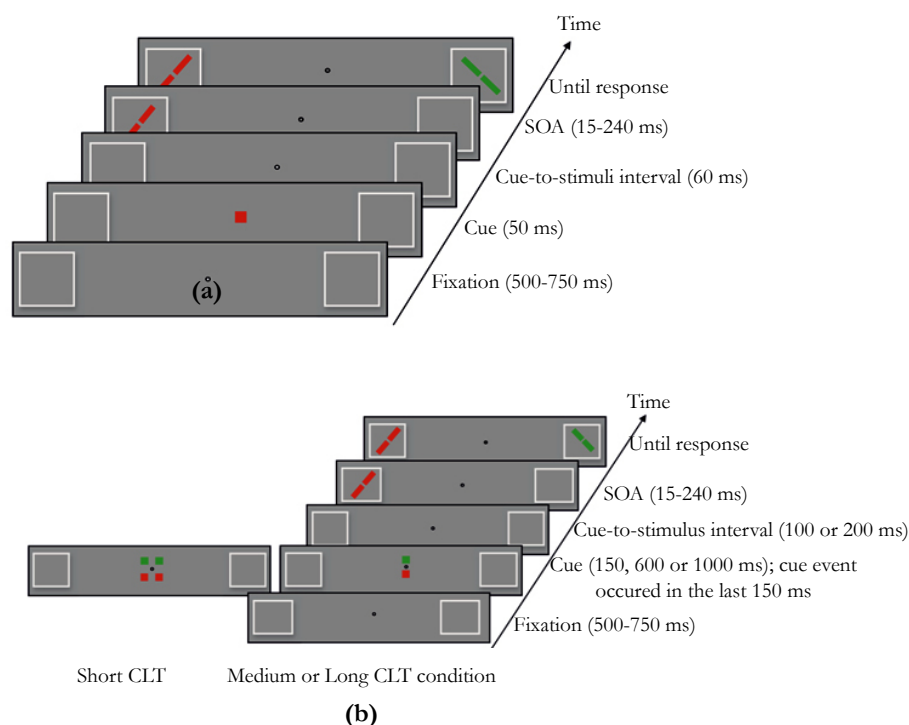 Time
Until response
SOA (15-240 ms)
Cue-to-stimuli interval (60 ms)
Cue (50 ms)
Fixation (500-750 ms)
(a)
Time
Until response
SOA (15-240 ms)
Cue-to-stimulus interval (100 or 200 ms)
Cue (150, 600 or 1000 ms); cue event
occured in the last 150 ms
Fixation (500-750 ms)
Short CLT
Medium or Long CLT condition
(b)